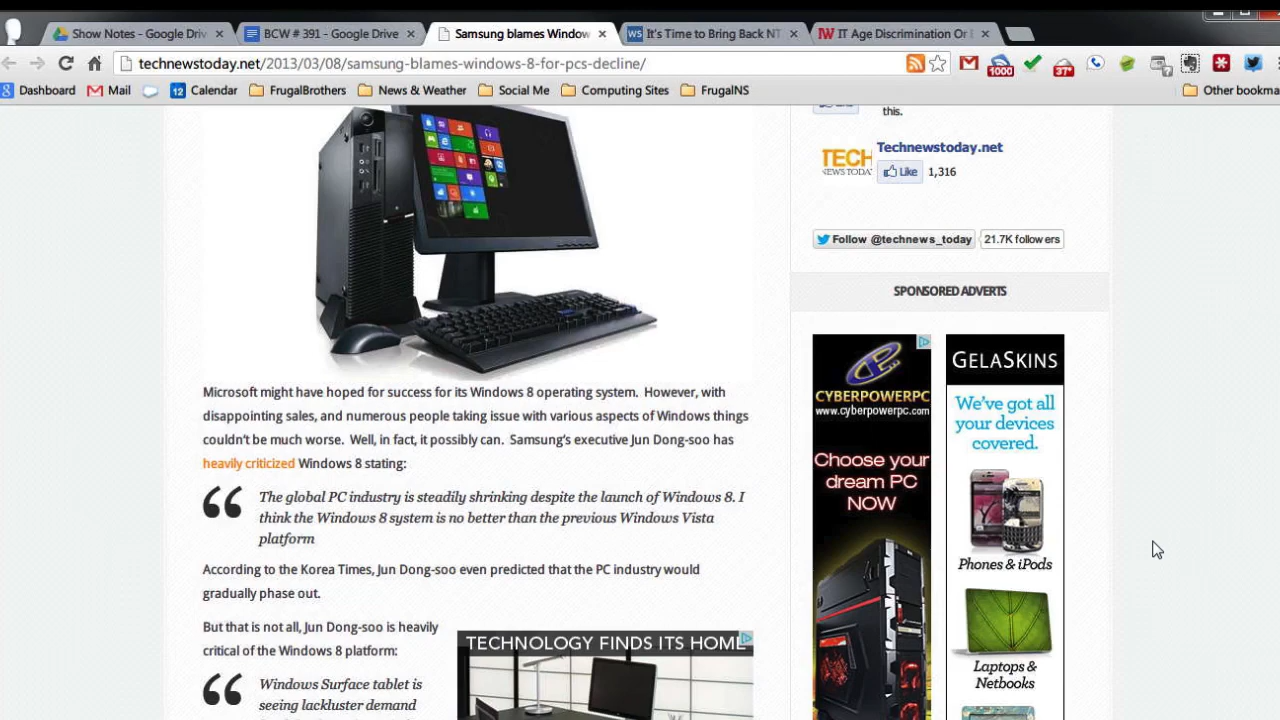 Show Notes - Google Driv
BCW # 391 - Google Drive
Samsung blames Window
It's Time to Bring Back NT
IT Age Discrimination Or
technewstoday.net/2013/03/08/samsung-blames-windows-8-for-pcs-decline/
1000
37°
Dashboard
Mail
12 Calendar
FrugalBrothers
News & Weather
Social Me
Computing Sites
FrugalNS
Other bookma
this.
TECH
NEWS TODA
Technewstoday.net
Like
1,316
Follow @technews_today
21.7K followers
SPONSORED ADVERTS
CYBERPOWERPC
www.cyberpowerpc.com
Choose your
dream PC
NOW
GELASKINS
We've got all
your devices
covered.
Phones & iPods
Laptops &
Netbooks
Microsoft might have hoped for success for its Windows 8 operating system. However, with
disappointing sales, and numerous people taking issue with various aspects of Windows things
couldn't be much worse. Well, in fact, it possibly can. Samsung's executive Jun Dong-soo has
heavily criticized Windows 8 stating:
The global PC industry is steadily shrinking despite the launch of Windows 8. I
think the Windows 8 system is no better than the previous Windows Vista
platform
According to the Korea Times, Jun Dong-soo even predicted that the PC industry would
gradually phase out.
But that is not all, Jun Dong-soo is heavily
critical of the Windows 8 platform:
Windows Surface tablet is
seeing lackluster demand
TECHNOLOGY FINDS ITS HOME